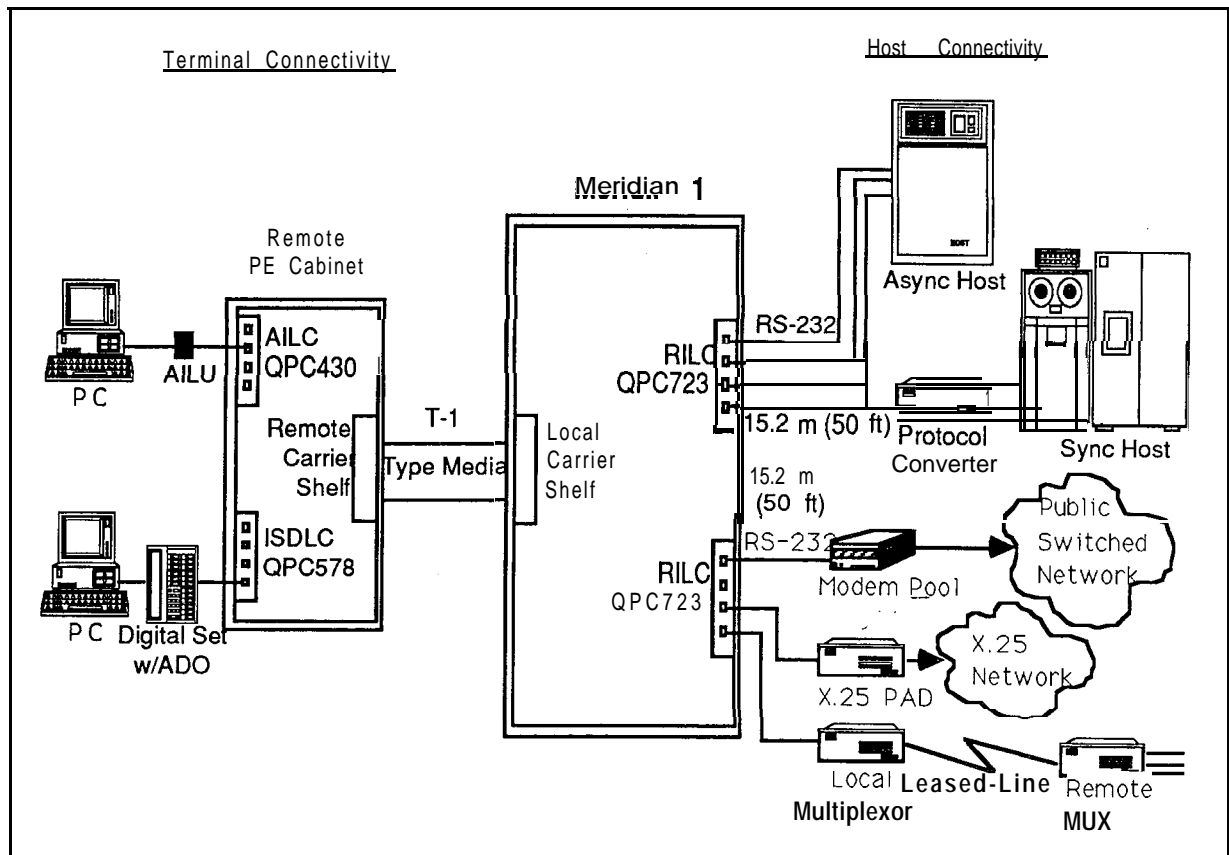 Terminal Connectivity
Host Connectivity
Meridian 1
Remote
PE Cabinet
HOST
Async Host
AILC
QPC430
AILU
PC
RS-232
RILC
QPC723
15.2 m (50 ft)
Protocol
Converter
Sync Host
Remote
Carrier
Shelf
T-1
Type Media
Local
Carrier
Shelf
15.2 m
(50 ft)
RS-232
Modem Pool
Public
Switched
Network
ISDLC
QPC578
PC
Digital Set
w/ADO
RILC
QPC723
X.25 PAD
X.25
Network
Local
Multiplexor
Leased-Line
Remote
MUX